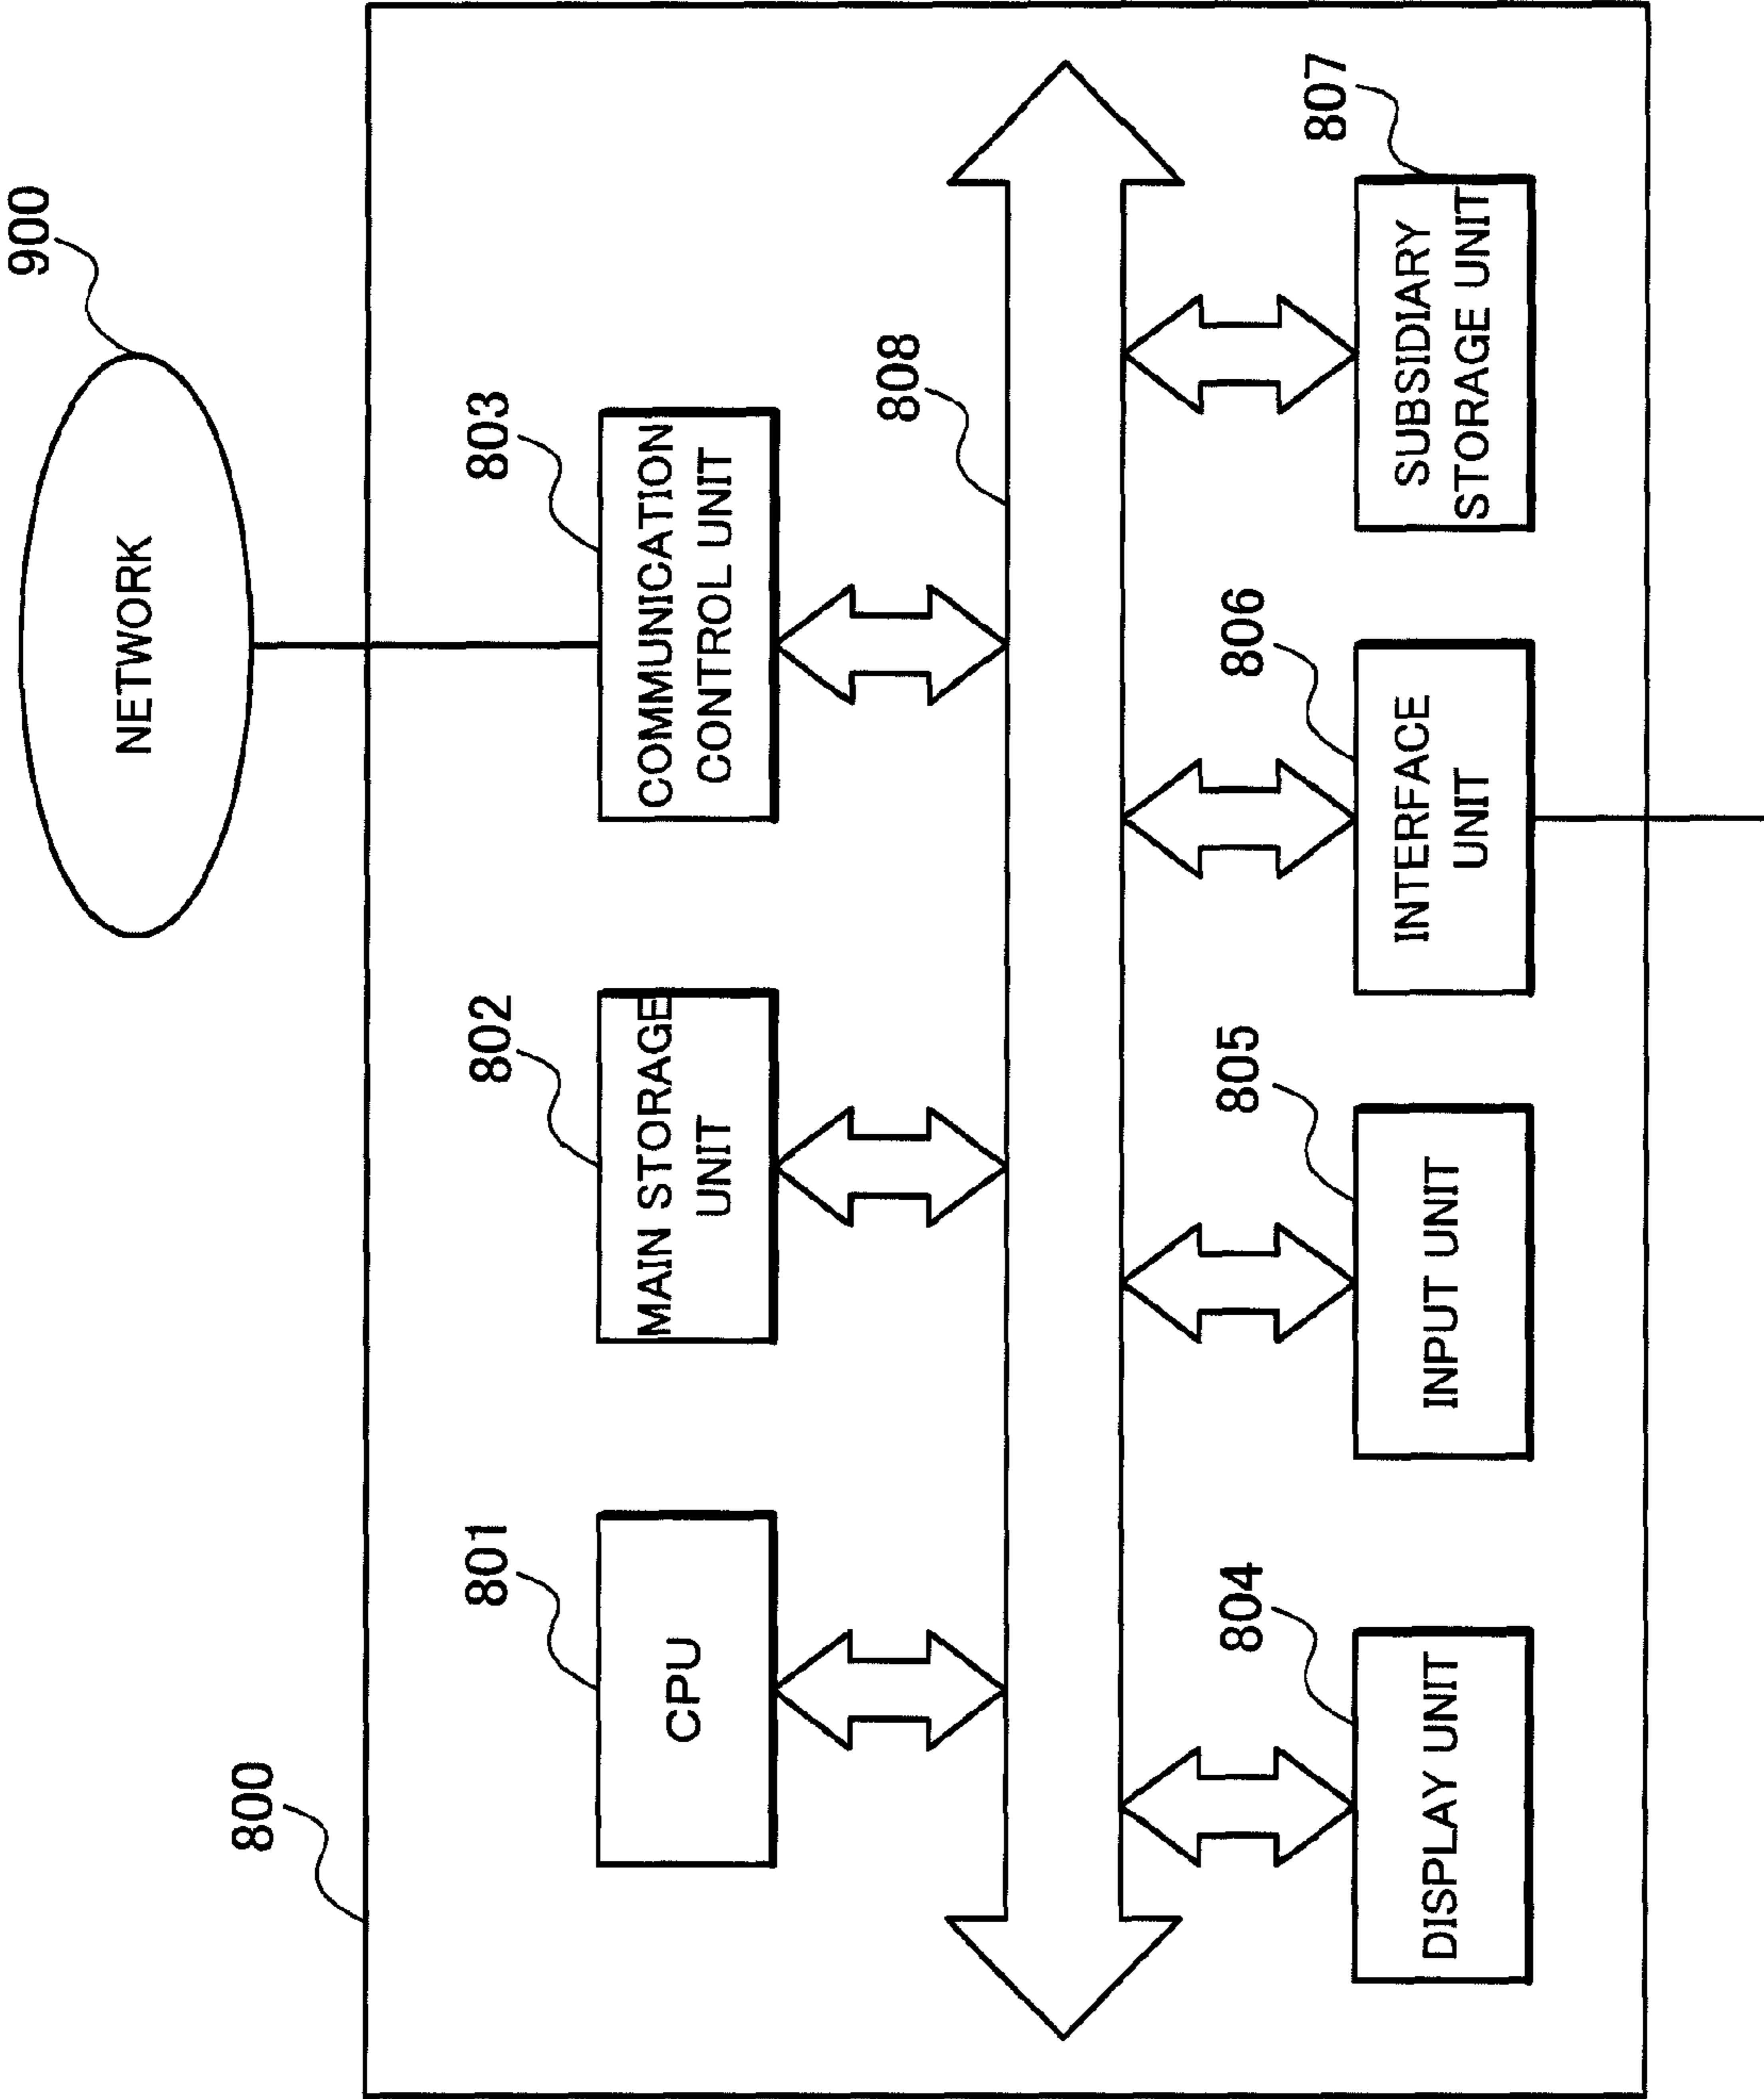 900
NETWORK
800
801
CPU
802
MAIN STORAGE
UNIT
803
COMMUNICATION
CONTROL UNIT
808
804
DISPLAY UNIT
805
INPUT UNIT
806
INTERFACE
UNIT
807
SUBSIDIARY
STORAGE UNIT